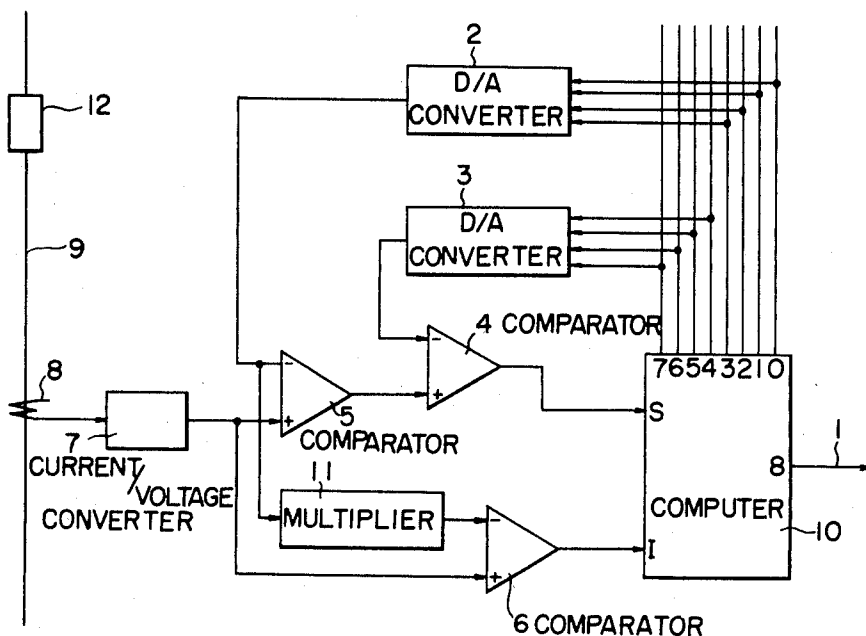 2
D/A
CONVERTER
12
3
D/A
CONVERTER
9
4 COMPARATOR
-
+
76543210
8
-
+
5
COMPARATOR
S
7
CURRENT/VOLTAGE
CONVERTER
8
1
11
MULTIPLIER
-
+
COMPUTER
10
I
6 COMPARATOR